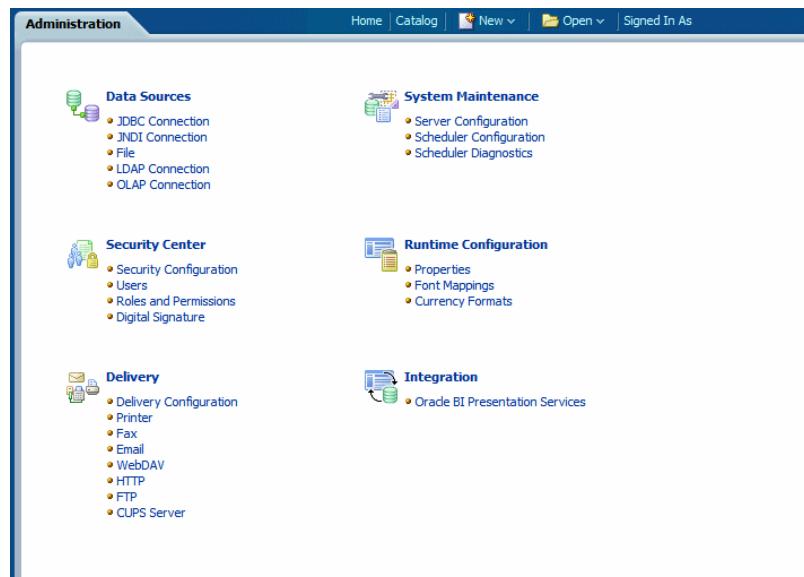 Administration
Home Catalog New Open Signed In As
Data Sources
JDBC Connection
JNDI Connection
File
LDAP Connection
OLAP Connection
System Maintenance
Server Configuration
Scheduler Configuration
Scheduler Diagnostics
Security Center
Security Configuration
Users
Roles and Permissions
Digital Signature
Runtime Configuration
Properties
Font Mappings
Currency Formats
Delivery
Delivery Configuration
Printer
Fax
Email
WebDAV
HTTP
FTP
CUPS Server
Integration
Oracle BI Presentation Services